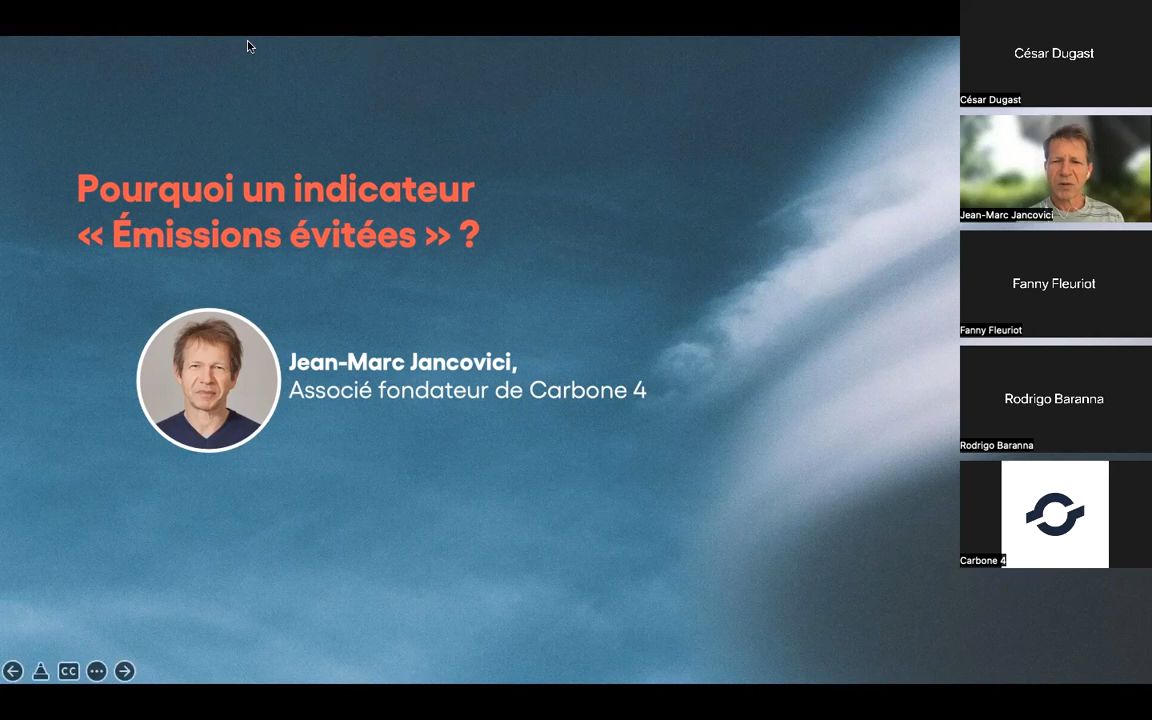 Pourquoi un indicateur
« Émissions évitées » ?
Jean-Marc Jancovici,
Associé fondateur de Carbone 4
César Dugast
César Dugast
Jean-Marc Jancovici
Fanny Fleuriot
Fanny Fleuriot
Rodrigo Baranna
Rodrigo Baranna
Carbone 4
CC